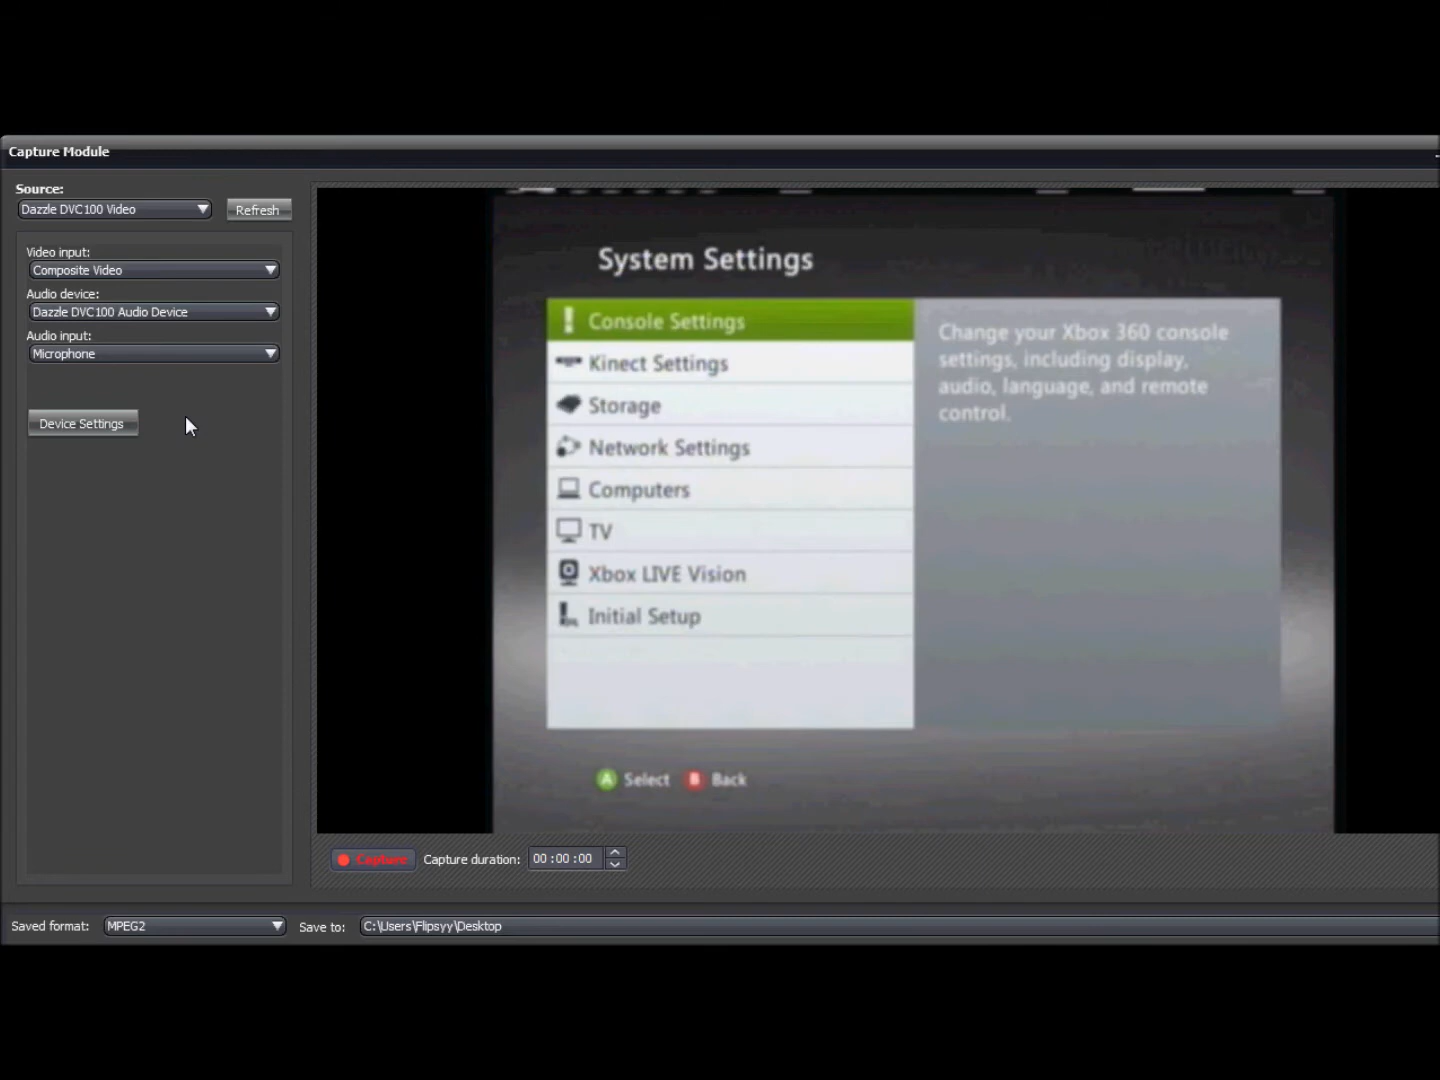 Capture Module
Source:
Dazzle DVC100 Video
Refresh
Video input:
Composite Video
Audio device:
Dazzle DVC100 Audio Device
Audio input:
Microphone
Device Settings
System Settings
Console Settings
Kinect Settings
Storage
Network Settings
Computers
TV
Xbox LIVE Vision
Initial Setup
Change your Xbox 360 console
settings, including display,
audio, language, and remote
control.
A Select B Back
Capture
Capture duration: 00:00:00
Saved format: MPEG2
Save to: C:\Users\Flipsyy\Desktop